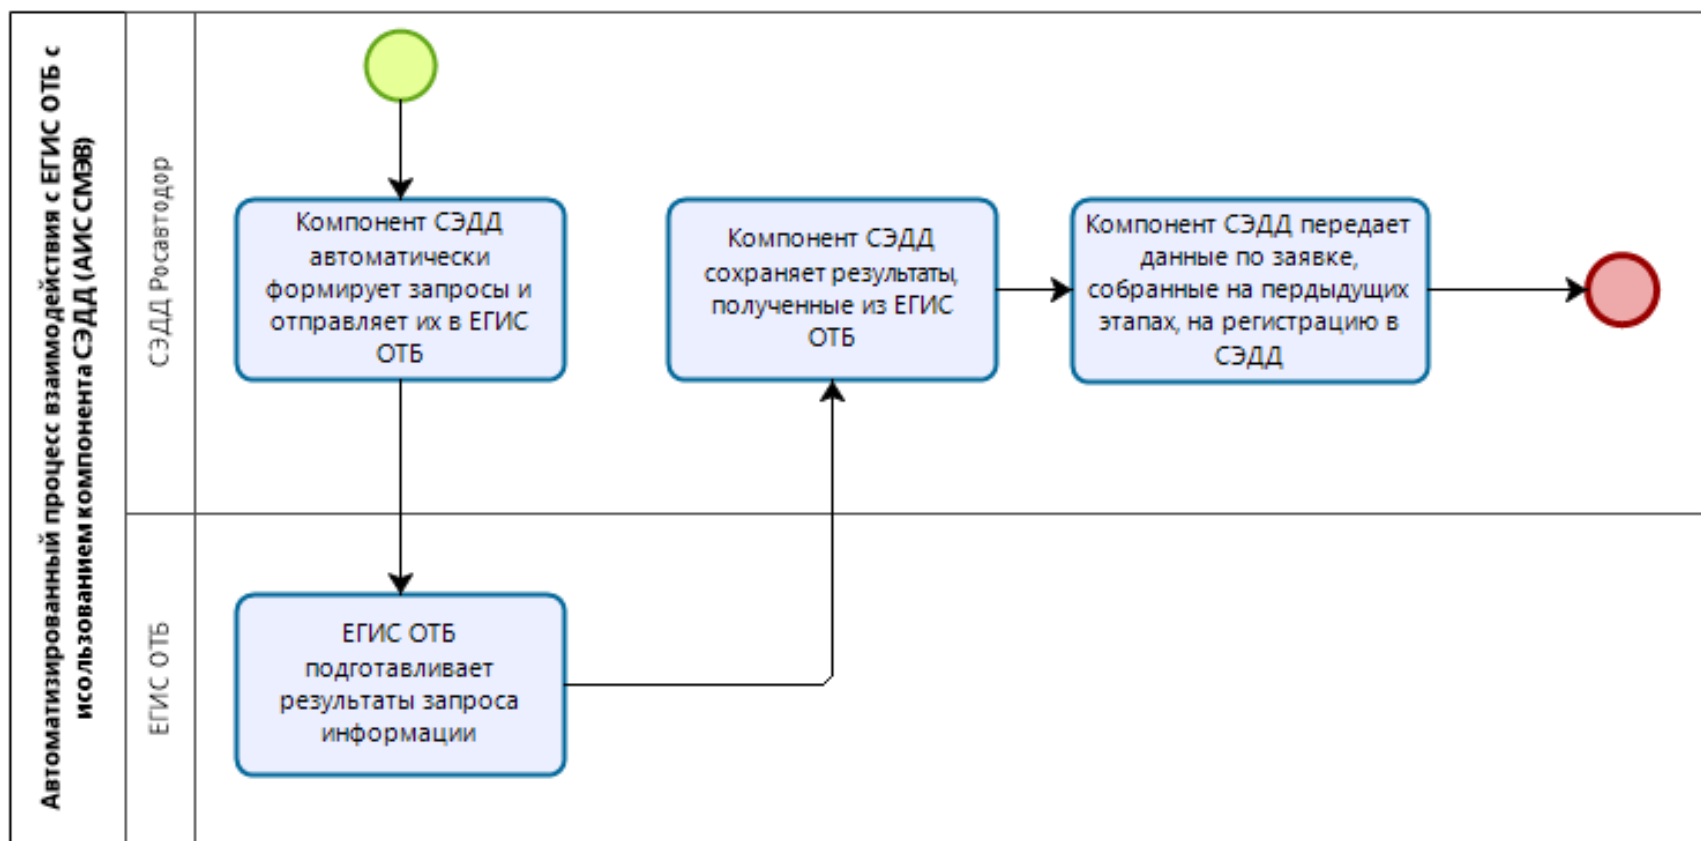 Автоматизированный процесс взаимодействия с ЕГИС ОТБ с
исользованием компонента СЭДД (АИС СМЭВ)
СЭДД Росавтодор
Компонент СЭДД
автоматически
формирует запросы и
отправляет их в ЕГИС
ОТБ
Компонент СЭДД
сохраняет результаты,
полученные из ЕГИС
ОТБ
Компонент СЭДД передает
данные по заявке,
собранные на пердыдущих
этапах, на регистрацию в
СЭДД
ЕГИС ОТБ
ЕГИС ОТБ
подготавливает
результаты запроса
информации